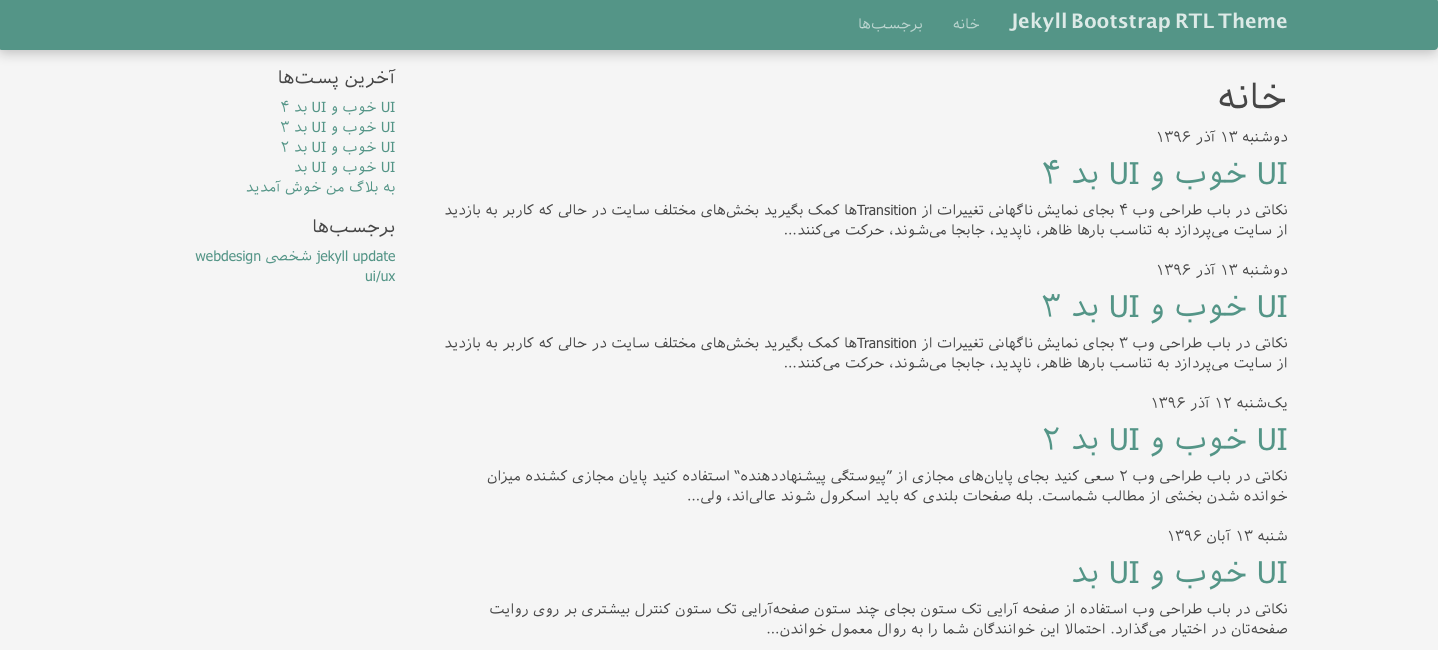 Jekyll Bootstrap RTL Theme
خانه
برچسب‌ها
خانه
دوشنبه ۱۳ آذر ۱۳۹۶
UI خوب و UI بد ۴
نکاتی در باب طراحی وب ۴ بجای نمایش ناگهانی تغییرات از Transitionها کمک بگیرید بخش‌های مختلف سایت در حالی که کاربر به بازدید
از سایت می‌پردازد به تناسب بارها ظاهر، ناپدید، جابجا می‌شوند، حرکت می‌کنند...
دوشنبه ۱۳ آذر ۱۳۹۶
UI خوب و UI بد ۳
نکاتی در باب طراحی وب ۳ بجای نمایش ناگهانی تغییرات از Transitionها کمک بگیرید بخش‌های مختلف سایت در حالی که کاربر به بازدید
از سایت می‌پردازد به تناسب بارها ظاهر، ناپدید، جابجا می‌شوند، حرکت می‌کنند...
یک‌شنبه ۱۲ آذر ۱۳۹۶
UI خوب و UI بد ۲
نکاتی در باب طراحی وب ۲ سعی کنید بجای پایان‌های مجازی از ”پیوستگی پیشنهاددهنده“ استفاده کنید پایان مجازی کشنده میزان
خوانده شدن بخشی از مطالب شماست. بله صفحات بلندی که باید اسکرول شوند عالی‌اند، ولی...
شنبه ۱۳ آبان ۱۳۹۶
UI خوب و UI بد
نکاتی در باب طراحی وب استفاده از صفحه آرایی تک ستون بجای چند ستون صفحه‌آرایی تک ستون کنترل بیشتری بر روی روایت
صفحه‌تان در اختیار می‌گذارد. احتمالا این خوانندگان شما را به روال معمول خواندن...
آخرین پست‌ها
UI خوب و UI بد ۴
UI خوب و UI بد ۳
UI خوب و UI بد ۲
UI خوب و UI بد
به بلاگ من خوش آمدید
برچسب‌ها
jekyll update شخصی webdesign
ui/ux